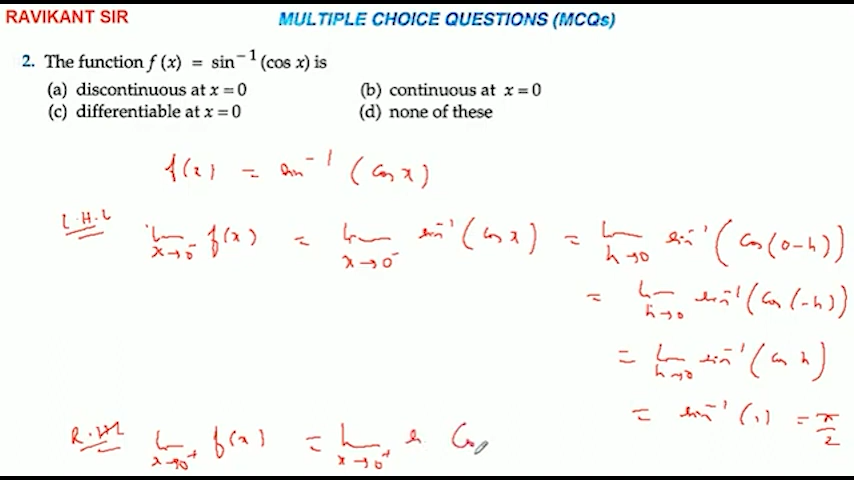 RAVIKANT SIR
MULTIPLE CHOICE QUESTIONS (MCQs)
2. The function f (x) = sin⁻¹ (cos x) is
(a) discontinuous at x = 0 (b) continuous at x = 0
(c) differentiable at x = 0 (d) none of these
f(x) = sin⁻¹ (cos x)
L.H.L lim x→0⁻ f(x) = lim x→0⁻ sin⁻¹ (cos x) = lim h→0 sin⁻¹ (cos(0-h))
= lim h→0 sin⁻¹ (cos(-h))
= lim h→0 sin⁻¹ (cos h)
= sin⁻¹ (1) = π/2
R.H.L lim x→0⁺ f(x) = lim x→0⁺ Cos